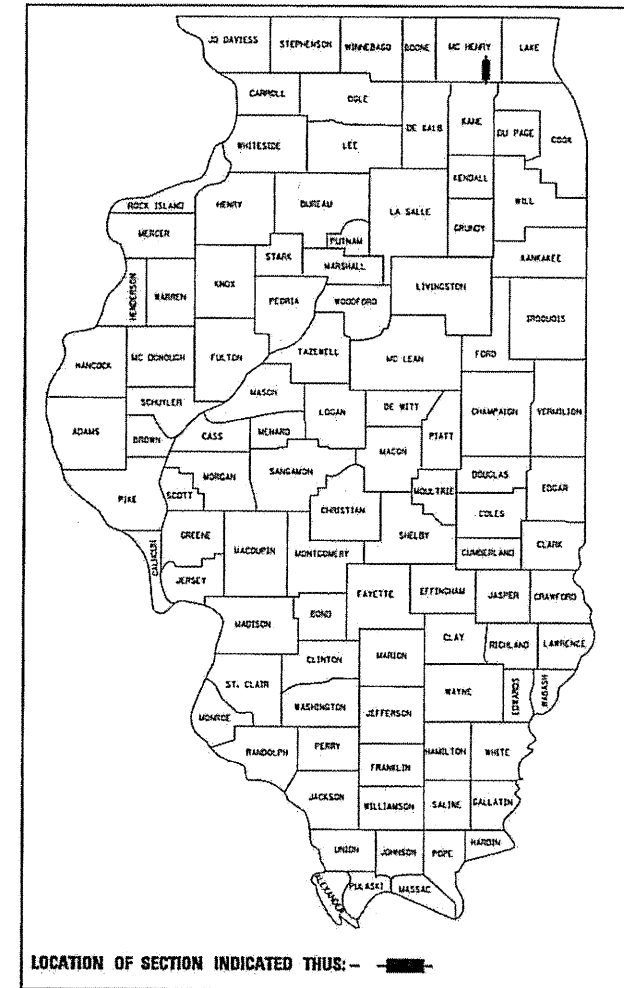 JO DAVIESS STEPHENSON WINNEBAGO BOONE MC HENRY LAKE
CARROLL OGLE DE KALB KANE DU PAGE COOK
WHITESIDE LEE
KENDALL WILL
ROCK ISLAND HENRY BUREAU LA SALLE GRUNDY
MERCER PUTNAM KANKAKEE
STARK MARSHALL
HENDERSON WARREN KNOX PEORIA WOODFORD LIVINGSTON IROQUOIS
HANCOCK MC DONOUGH FULTON TAZEWELL MC LEAN FORD
SCHUYLER MASON LOGAN DE WITT CHAMPAIGN VERMILION
ADAMS BROWN CASS MENARD PIATT
MACON
MORGAN SANGAMON DOUGLAS EDGAR
PIKE SCOTT CHRISTIAN MOULTRIE
COLES
GREENE MACOUPIN MONTGOMERY SHELBY CUMBERLAND CLARK
CALHOUN JERSEY
FAYETTE EFFINGHAM JASPER CRAWFORD
MADISON BOND CLAY RICHLAND LAWRENCE
CLINTON MARION
ST. CLAIR WAYNE EDWARDS WABASH
MONROE WASHINGTON JEFFERSON
RANDOLPH PERRY HAMILTON WHITE
FRANKLIN
JACKSON WILLIAMSON SALINE GALLATIN
UNION JOHNSON POPE HARDIN
ALEXANDER PULASKI MASSAC
LOCATION OF SECTION INDICATED THUS:-